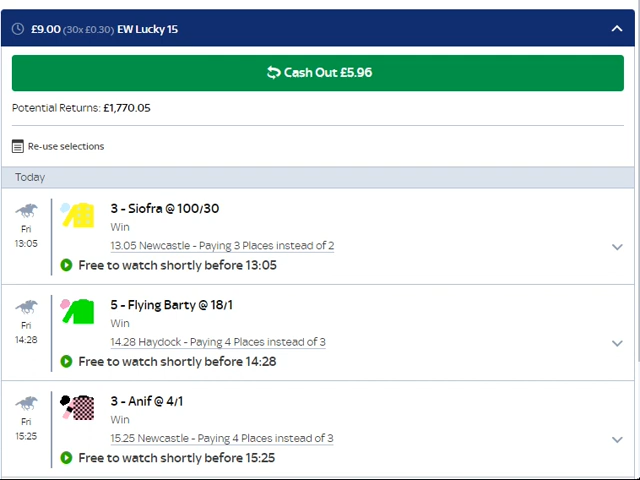 £9.00 (30x £0.30) EW Lucky 15
Cash Out £5.96
Potential Returns: £1,770.05
Re-use selections
Today
Fri
13:05
3 - Siofra @ 100/30
Win
13.05 Newcastle - Paying 3 Places instead of 2
Free to watch shortly before 13:05
Fri
14:28
5 - Flying Barty @ 18/1
Win
14.28 Haydock - Paying 4 Places instead of 3
Free to watch shortly before 14:28
Fri
15:25
3 - Anif @ 4/1
Win
15.25 Newcastle - Paying 4 Places instead of 3
Free to watch shortly before 15:25